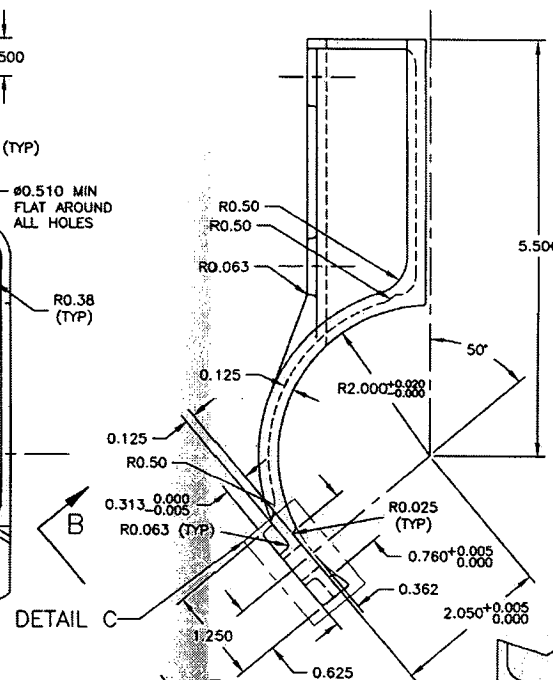 500
(TYP)
ø0.510 MIN
FLAT AROUND
ALL HOLES
R0.38
(TYP)
R0.50
R0.50
R0.063
5.500
50°
0.125
R2.000+0.020
-0.000
0.125
R0.50
0.313 0.000
-0.005
R0.063 (TYP)
R0.025
(TYP)
B
0.760+0.005
0.000
DETAIL C
0.362
2.050+0.005
0.000
1.250
0.625